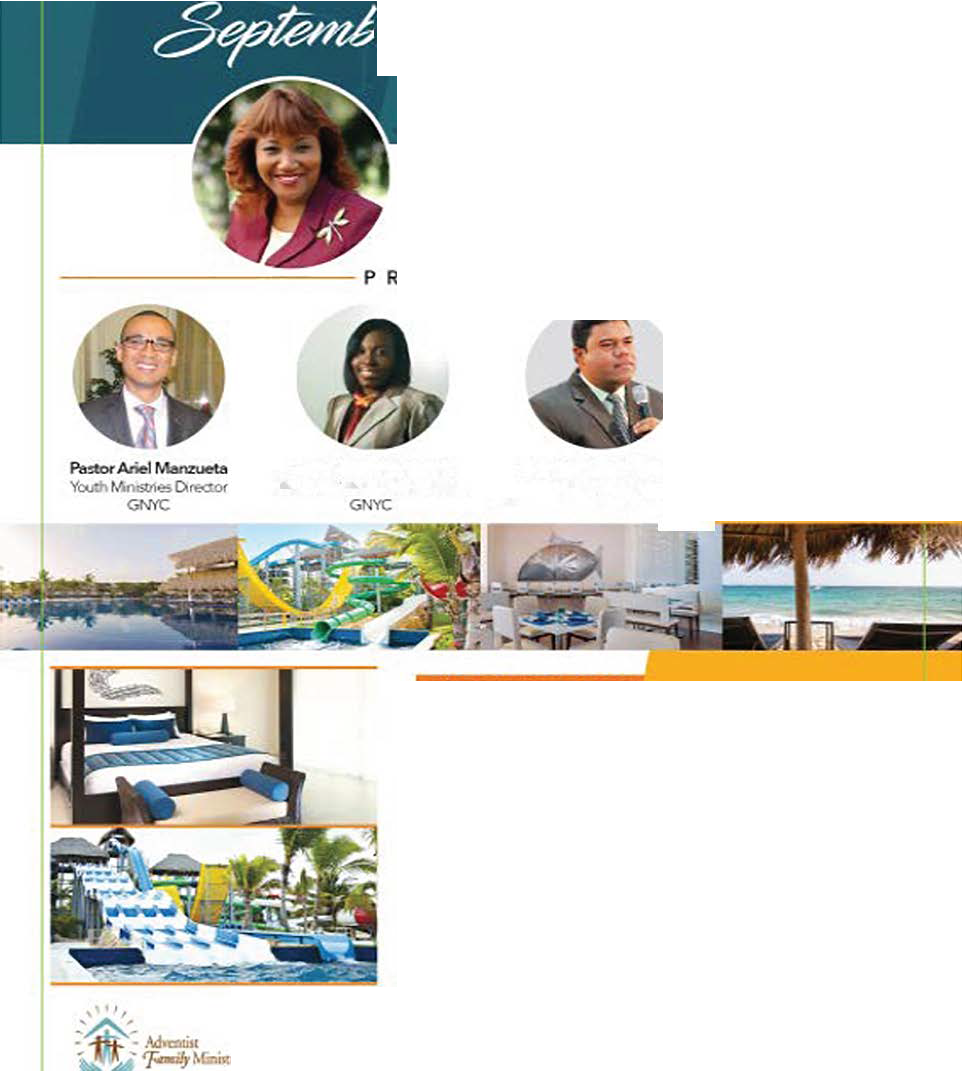 Septemb
P R
Pastor Ariel Manzueta
Youth Ministries Director
GNYC
GNYC
Adventist
Family Minist